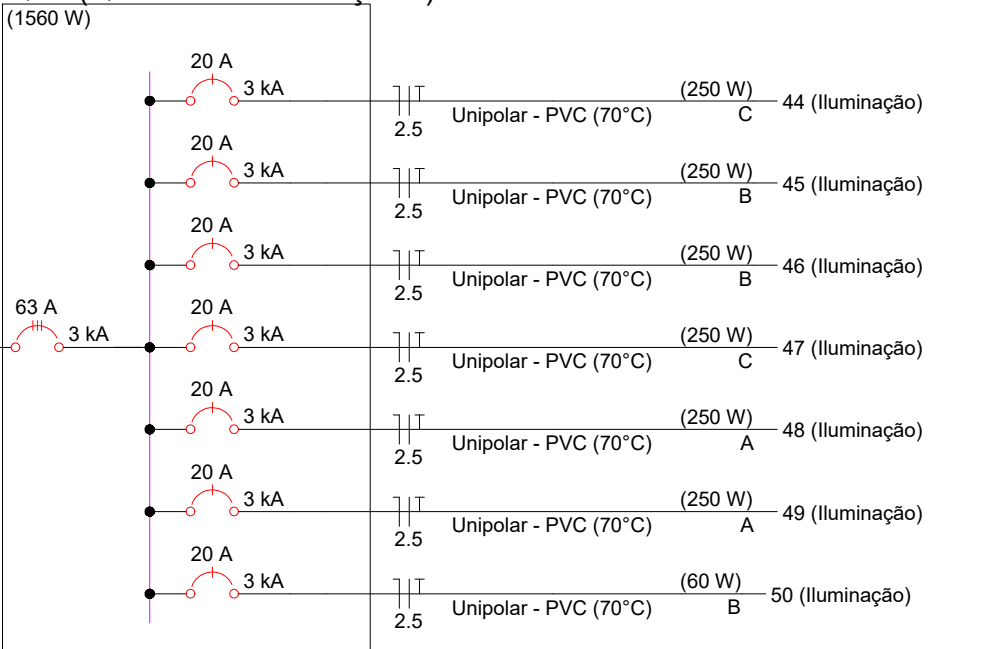 (1560 W)
20 A
3 kA
2.5
Unipolar - PVC (70°C)
(250 W)
C
44 (Iluminação)
20 A
3 kA
2.5
Unipolar - PVC (70°C)
(250 W)
B
45 (Iluminação)
20 A
3 kA
2.5
Unipolar - PVC (70°C)
(250 W)
B
46 (Iluminação)
63 A
3 kA
20 A
3 kA
2.5
Unipolar - PVC (70°C)
(250 W)
C
47 (Iluminação)
20 A
3 kA
2.5
Unipolar - PVC (70°C)
(250 W)
A
48 (Iluminação)
20 A
3 kA
2.5
Unipolar - PVC (70°C)
(250 W)
A
49 (Iluminação)
20 A
3 kA
2.5
Unipolar - PVC (70°C)
(60 W)
B
50 (Iluminação)